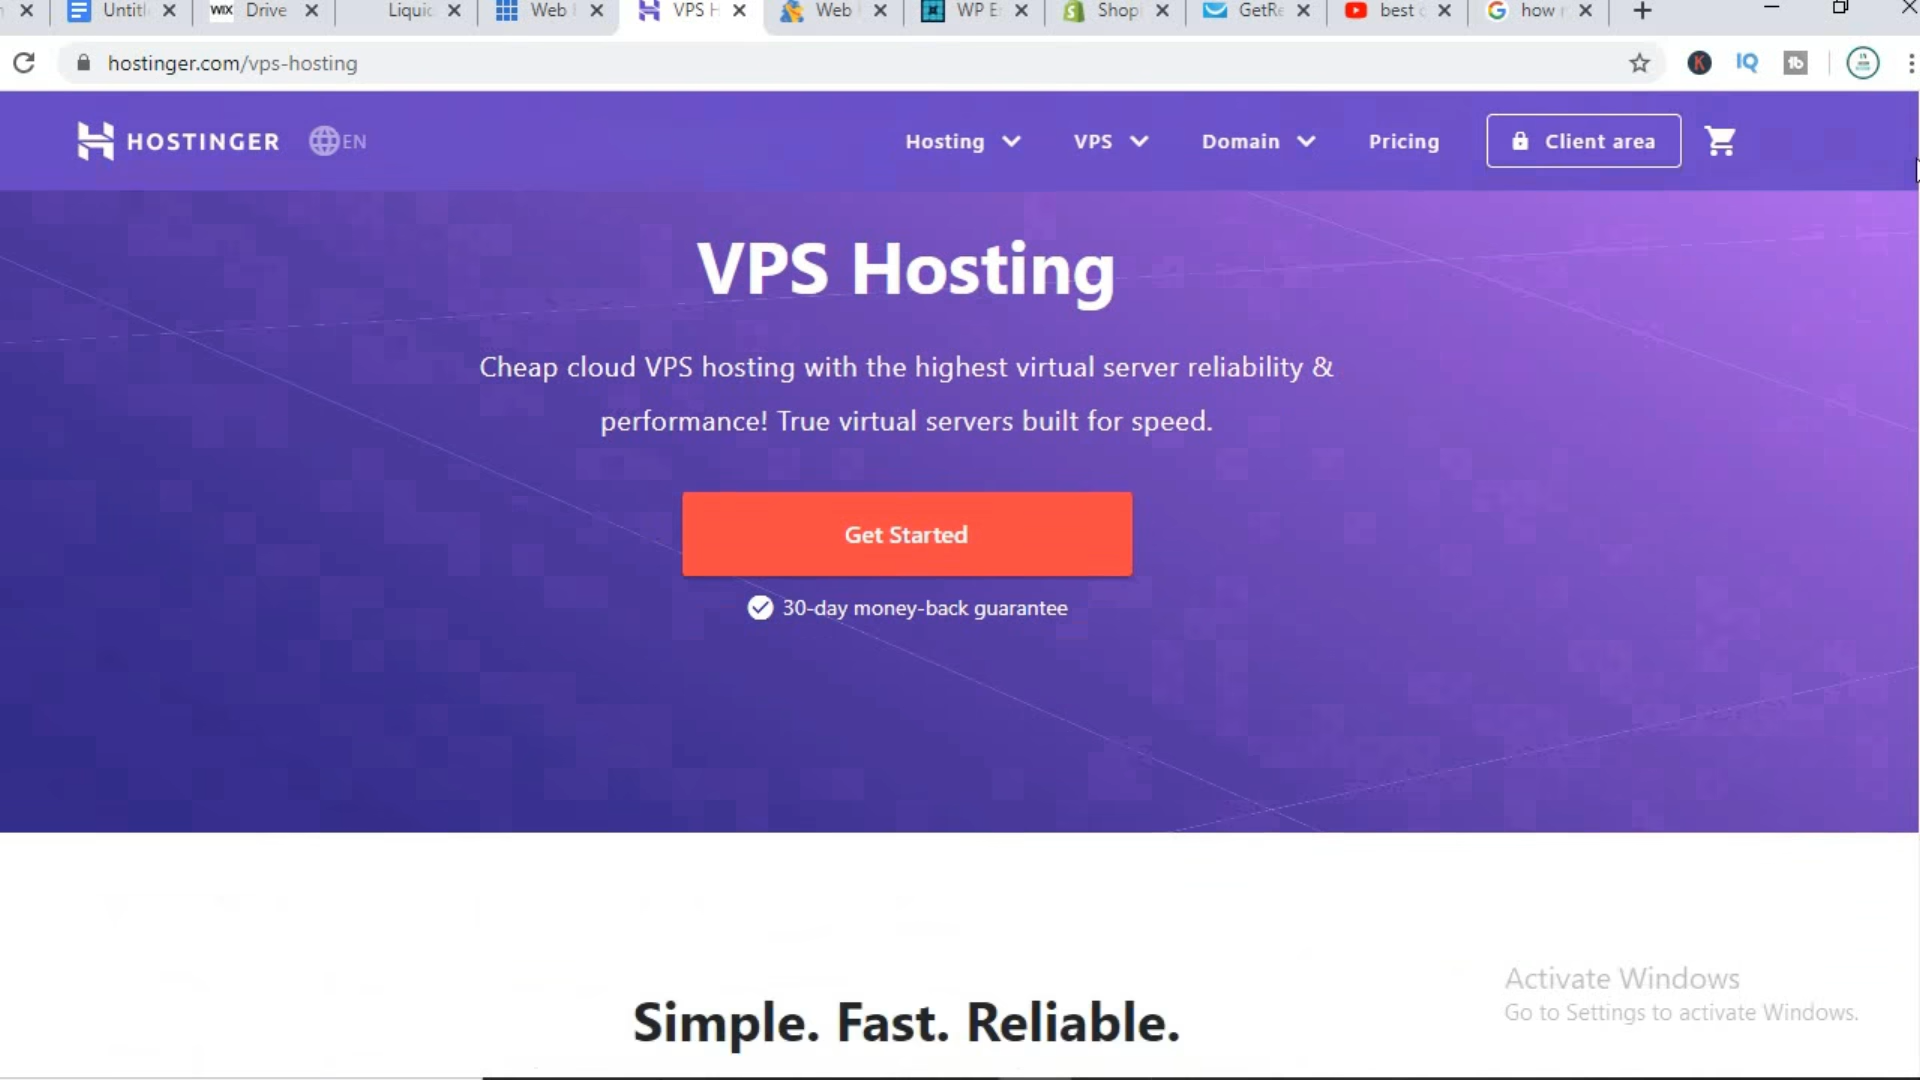 Untitl
WIX Drive
Liquid
Web
VPS H
Web
WP E
Shop
GetRe
best
how
hostinger.com/vps-hosting
K
IQ
tb
HOSTINGER
EN
Hosting
VPS
Domain
Pricing
Client area
VPS Hosting
Cheap cloud VPS hosting with the highest virtual server reliability &
performance! True virtual servers built for speed.
Get Started
30-day money-back guarantee
Simple. Fast. Reliable.
Activate Windows
Go to Settings to activate Windows.